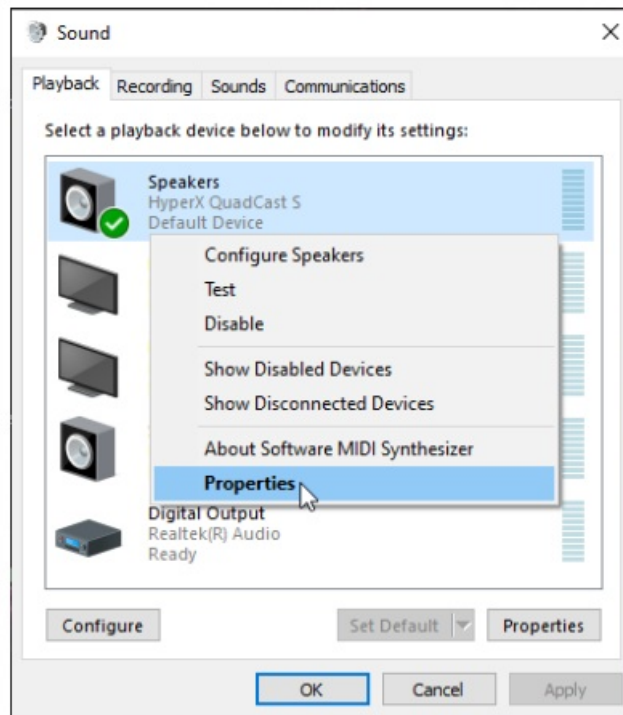 Sound
Playback Recording Sounds Communications
Select a playback device below to modify its settings:
Speakers
HyperX QuadCast S
Default Device
Configure Speakers
Test
Disable
Show Disabled Devices
Show Disconnected Devices
About Software MIDI Synthesizer
Properties
Digital Output
Realtek(R) Audio
Ready
Configure Set Default Properties
OK Cancel Apply